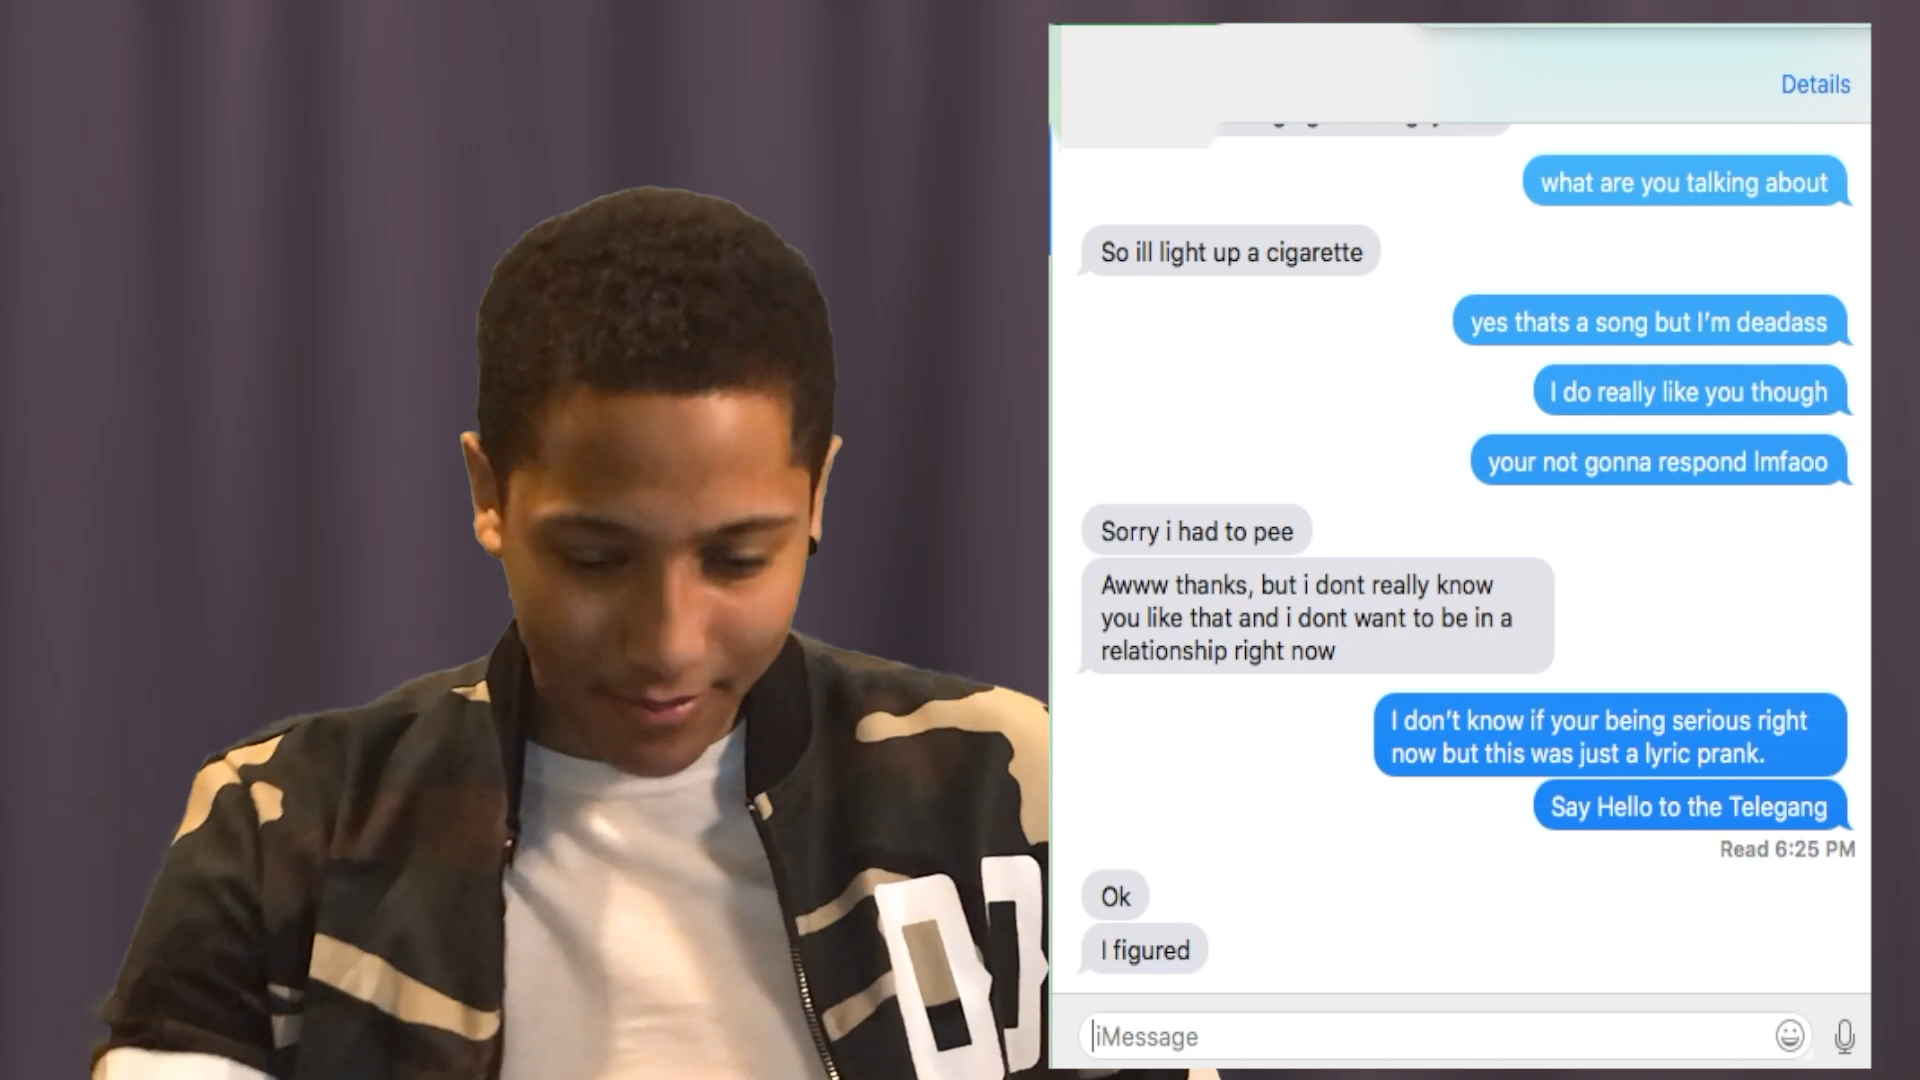 Details
what are you talking about
So ill light up a cigarette
yes thats a song but I'm deadass
I do really like you though
your not gonna respond lmfaoo
Sorry i had to pee
Awww thanks, but i dont really know
you like that and i dont want to be in a
relationship right now
I don't know if your being serious right
now but this was just a lyric prank.
Say Hello to the Telegang
Read 6:25 PM
Ok
I figured
iMessage